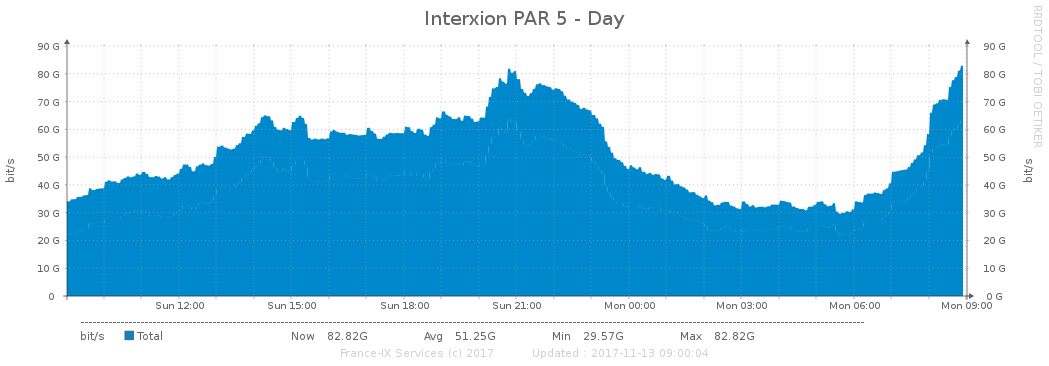 Interxion PAR 5 - Day
RRDTOOL / TOBI OETIKER
90 G 90 G
80 G 80 G
70 G 70 G
60 G 60 G
50 G 50 G
40 G 40 G
30 G 30 G
20 G 20 G
10 G 10 G
0 0 G
bit/s bit/s
Sun 12:00 Sun 15:00 Sun 18:00 Sun 21:00 Mon 00:00 Mon 03:00 Mon 06:00 Mon 09:00
bit/s Total Now 82.82G Avg 51.25G Min 29.57G Max 82.82G
France-IX Services (c) 2017 Updated : 2017-11-13 09:00:04